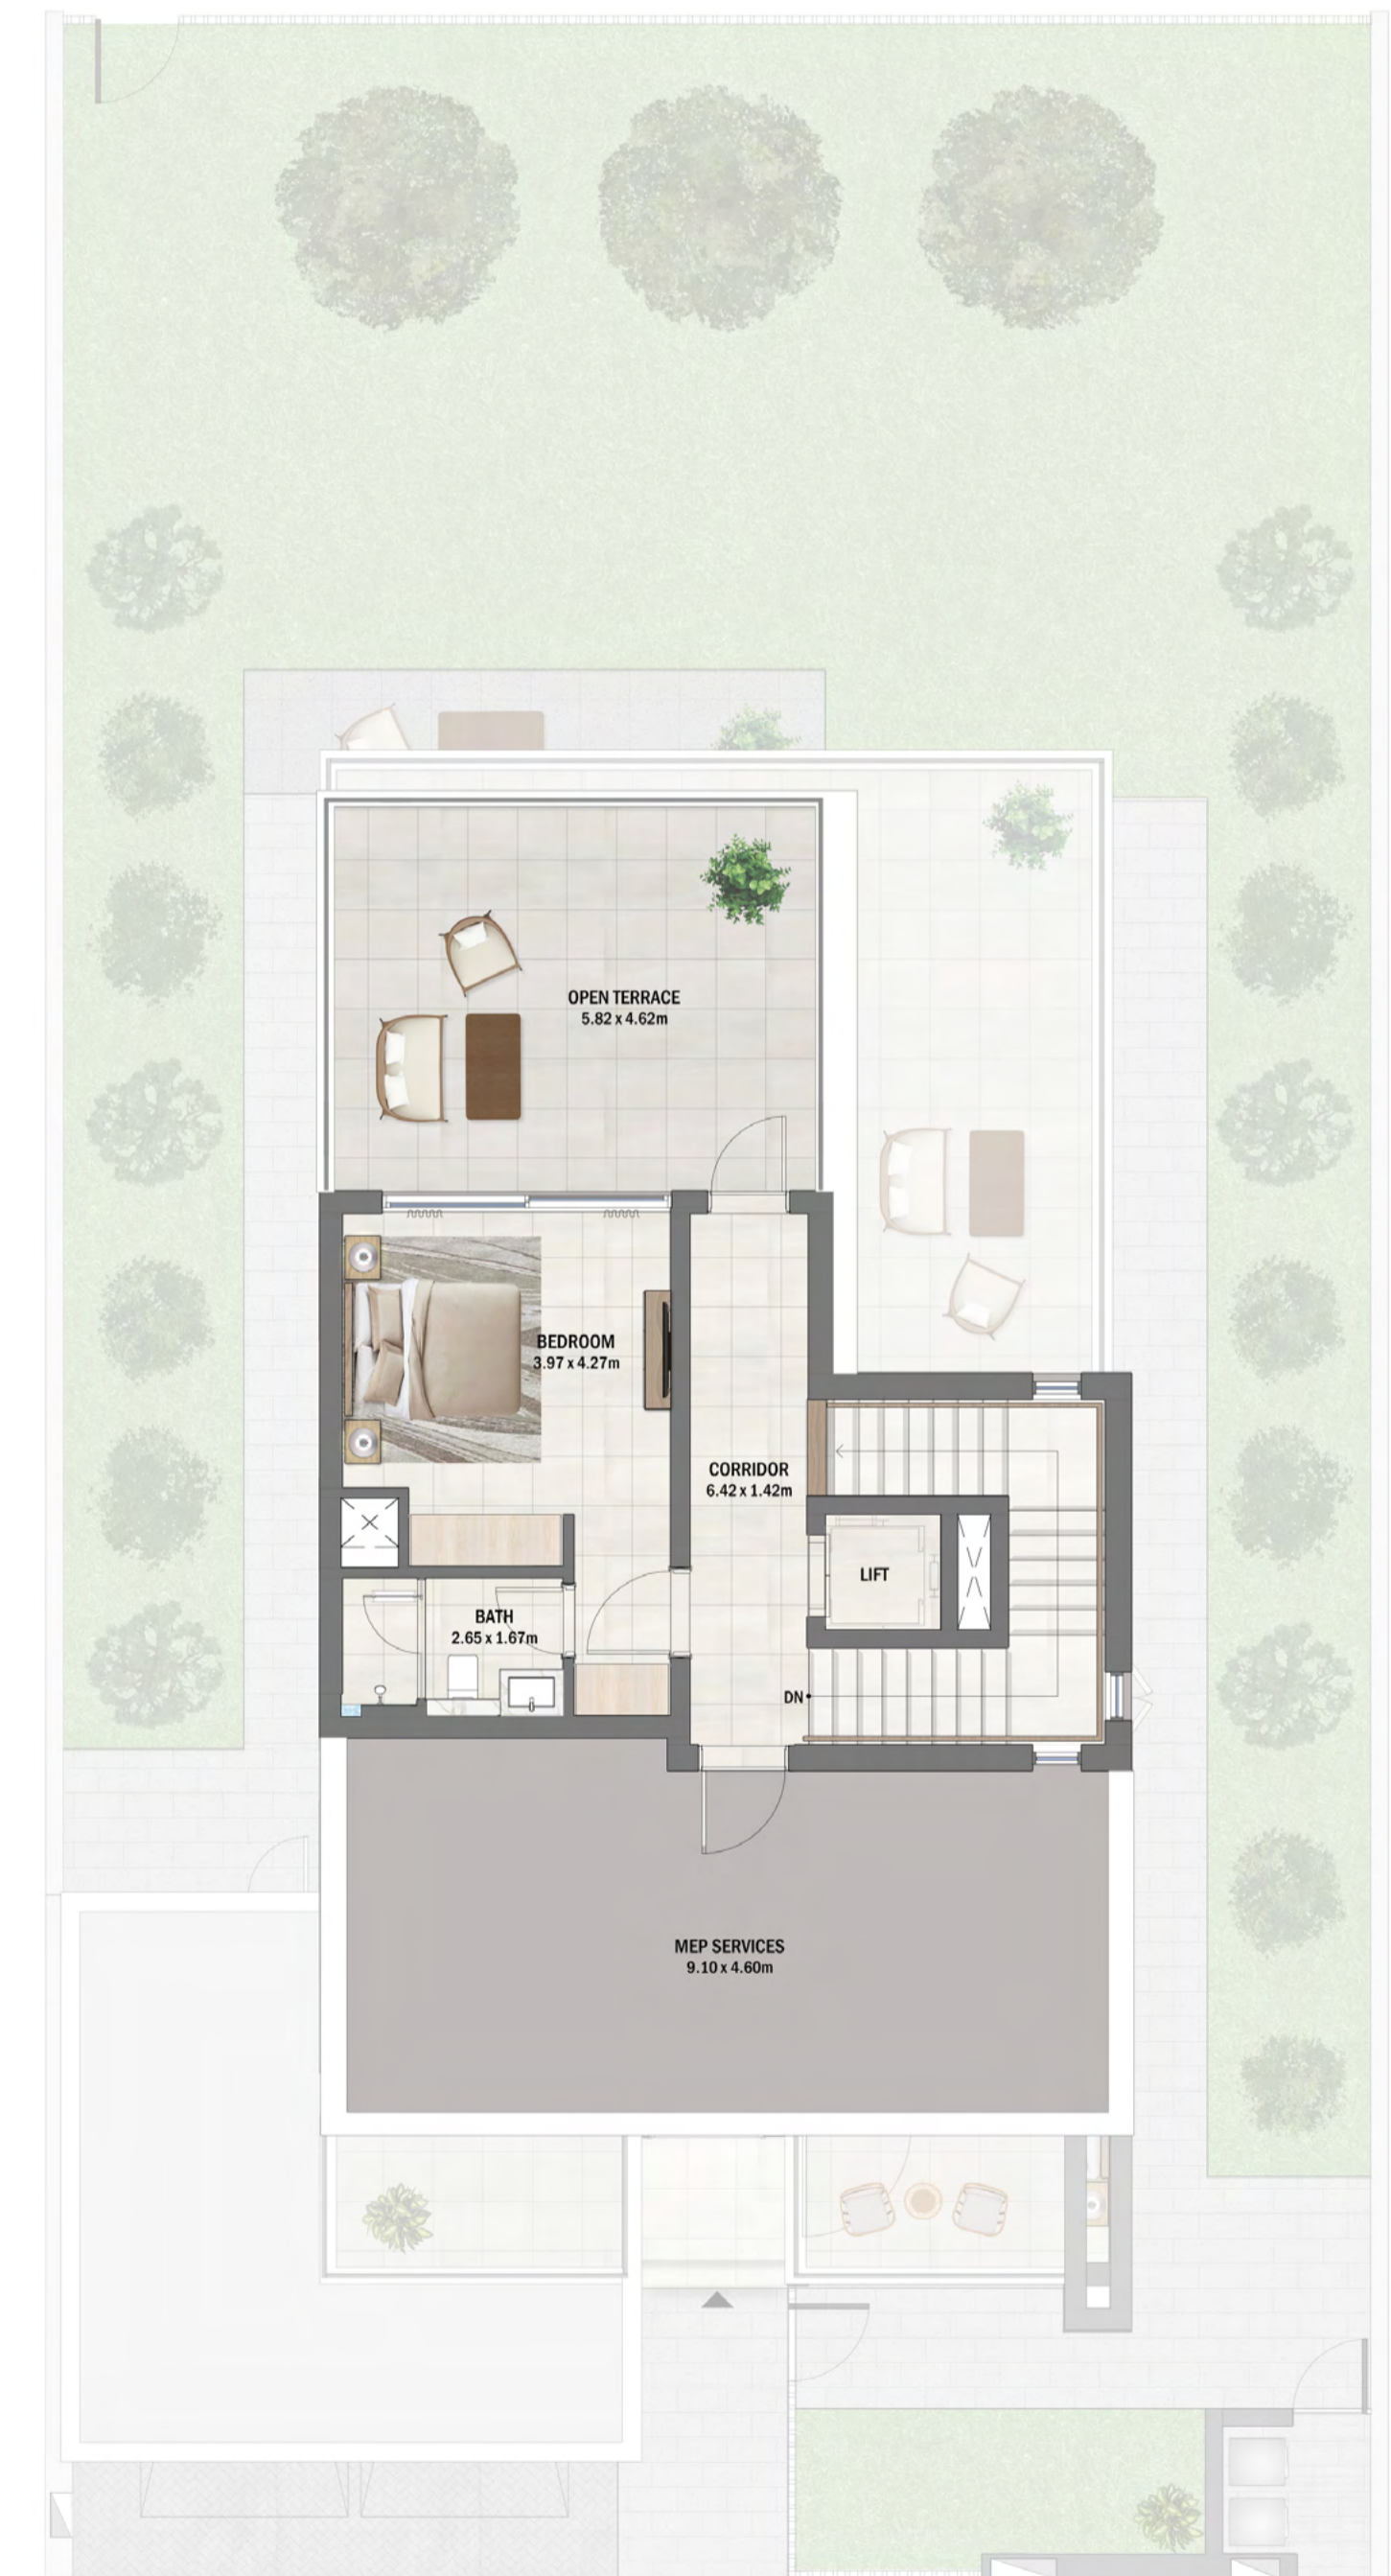 OPEN TERRACE
5.82 x 4.62m
BEDROOM
3.97 x 4.27m
CORRIDOR
6.42 x 1.42m
LIFT
BATH
2.65 x 1.67m
DN
MEP SERVICES
9.10 x 4.60m